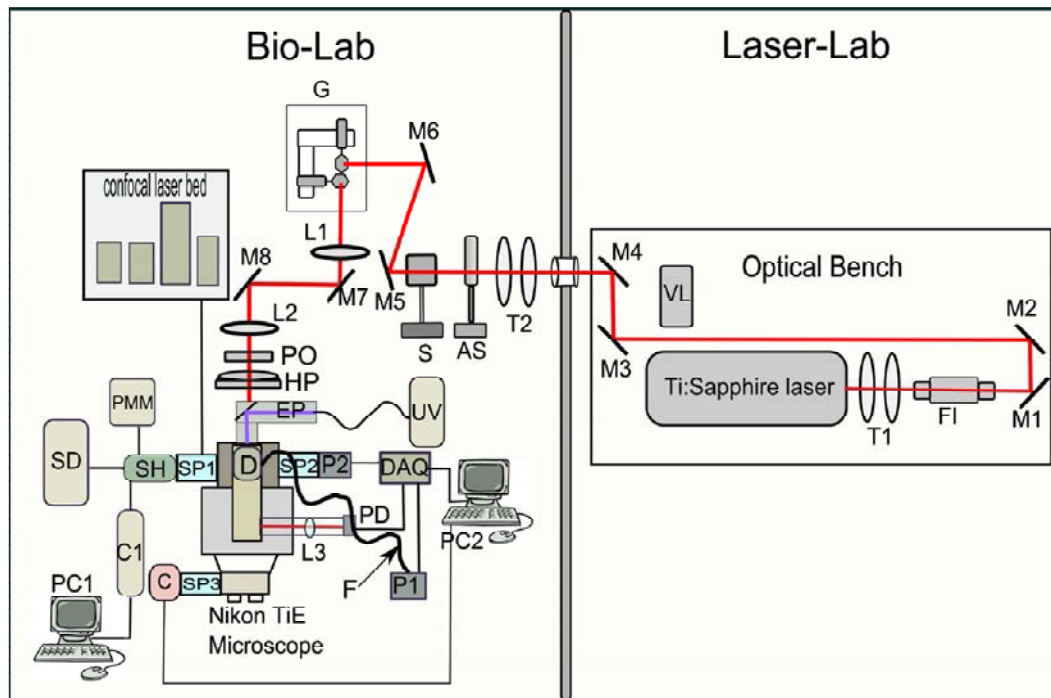 Bio-Lab
Laser-Lab
G
M6
confocal laser bed
L1
M8
M7
M5
L2
S
AS
T2
M4
VL
Optical Bench
M2
M3
Ti:Sapphire laser
T1
FI
M1
PO
HP
PMM
EP
UV
SD
SH
SP1
D
SP2
P2
DAQ
PD
L3
PC2
C1
PC1
C
SP3
F
P1
Nikon TiE
Microscope